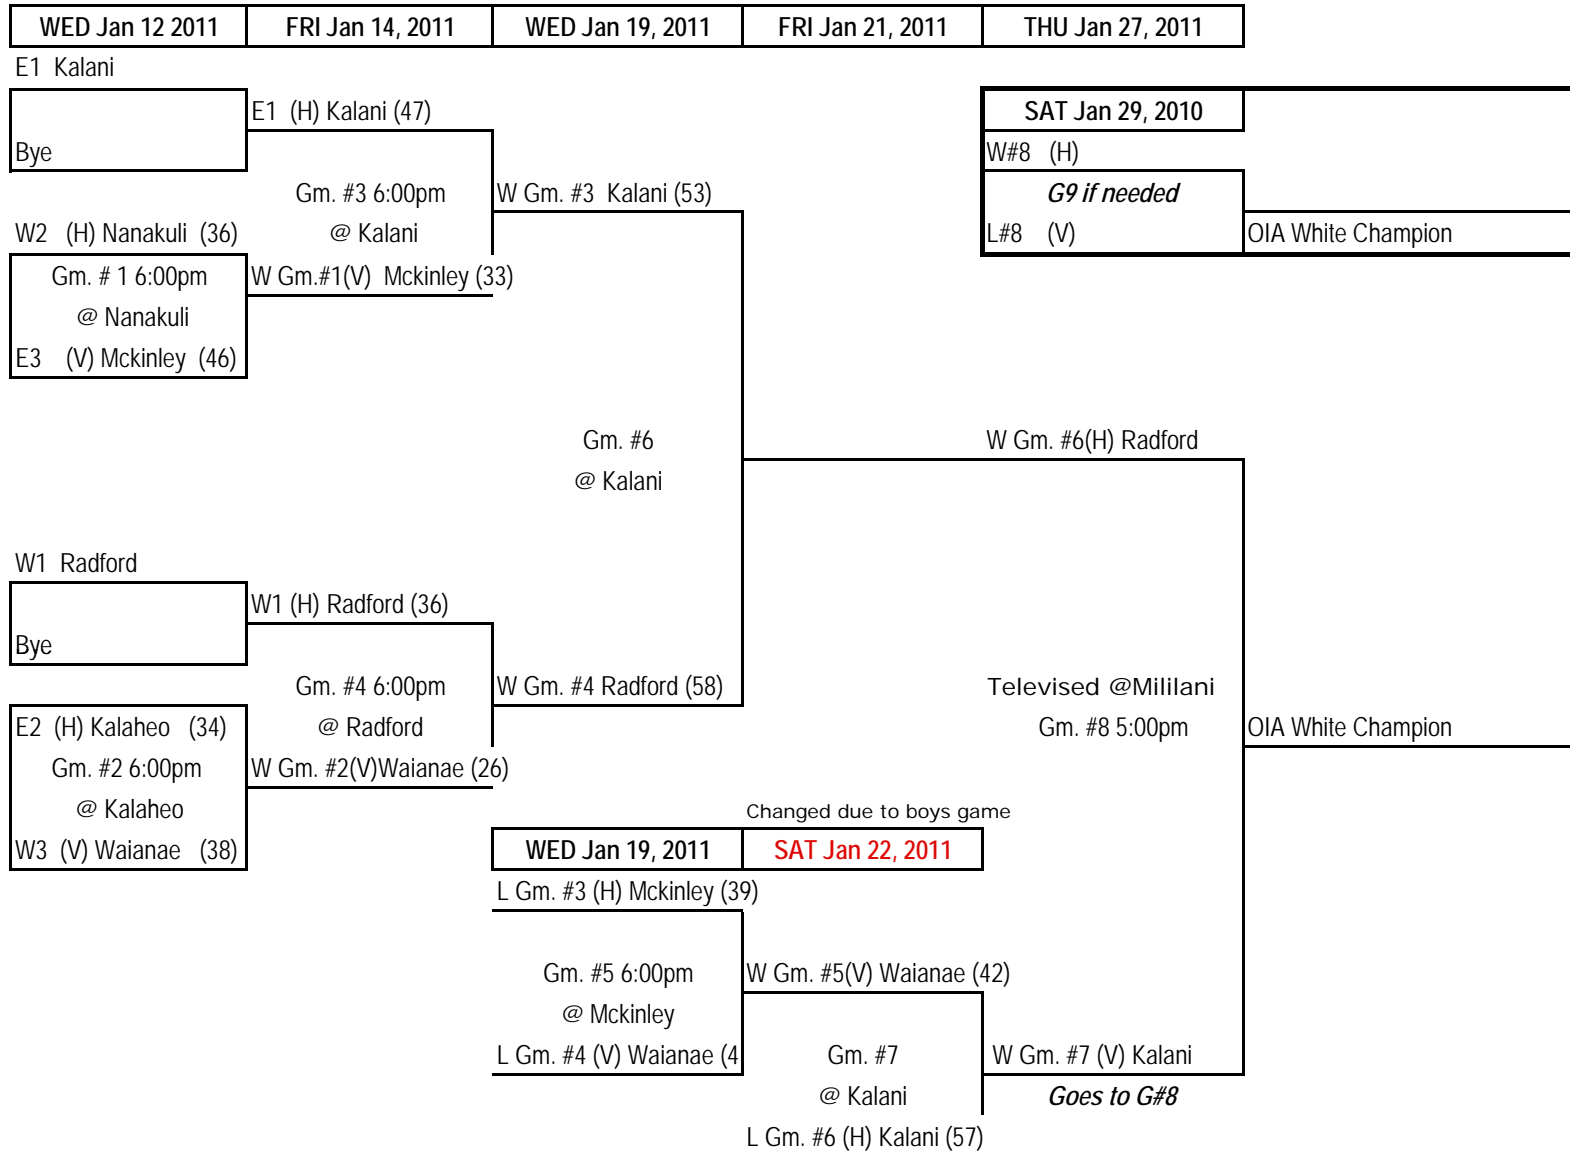 WED Jan 12 2011 FRI Jan 14, 2011 WED Jan 19, 2011 FRI Jan 21, 2011 THU Jan 27, 2011
E1 Kalani
E1 (H) Kalani (47)
SAT Jan 29, 2010
Bye
W#8 (H)
Gm. #3 6:00pm
W Gm. #3 Kalani (53)
G9 if needed
W2 (H) Nanakuli (36)
@ Kalani
L#8 (V)
OIA White Champion
Gm. # 1 6:00pm
W Gm.#1(V) Mckinley (33)
@ Nanakuli
E3 (V) Mckinley (46)
Gm. #6
W Gm. #6(H) Radford
@ Kalani
W1 Radford
W1 (H) Radford (36)
Bye
Gm. #4 6:00pm
W Gm. #4 Radford (58)
Televised @Mililani
E2 (H) Kalaheo (34)
@ Radford
Gm. #8 5:00pm
OIA White Champion
Gm. #2 6:00pm
W Gm. #2(V)Waianae (26)
@ Kalaheo
Changed due to boys game
W3 (V) Waianae (38)
WED Jan 19, 2011 SAT Jan 22, 2011
L Gm. #3 (H) Mckinley (39)
Gm. #5 6:00pm
W Gm. #5(V) Waianae (42)
@ Mckinley
L Gm. #4 (V) Waianae (4
Gm. #7
W Gm. #7 (V) Kalani
@ Kalani
Goes to G#8
L Gm. #6 (H) Kalani (57)